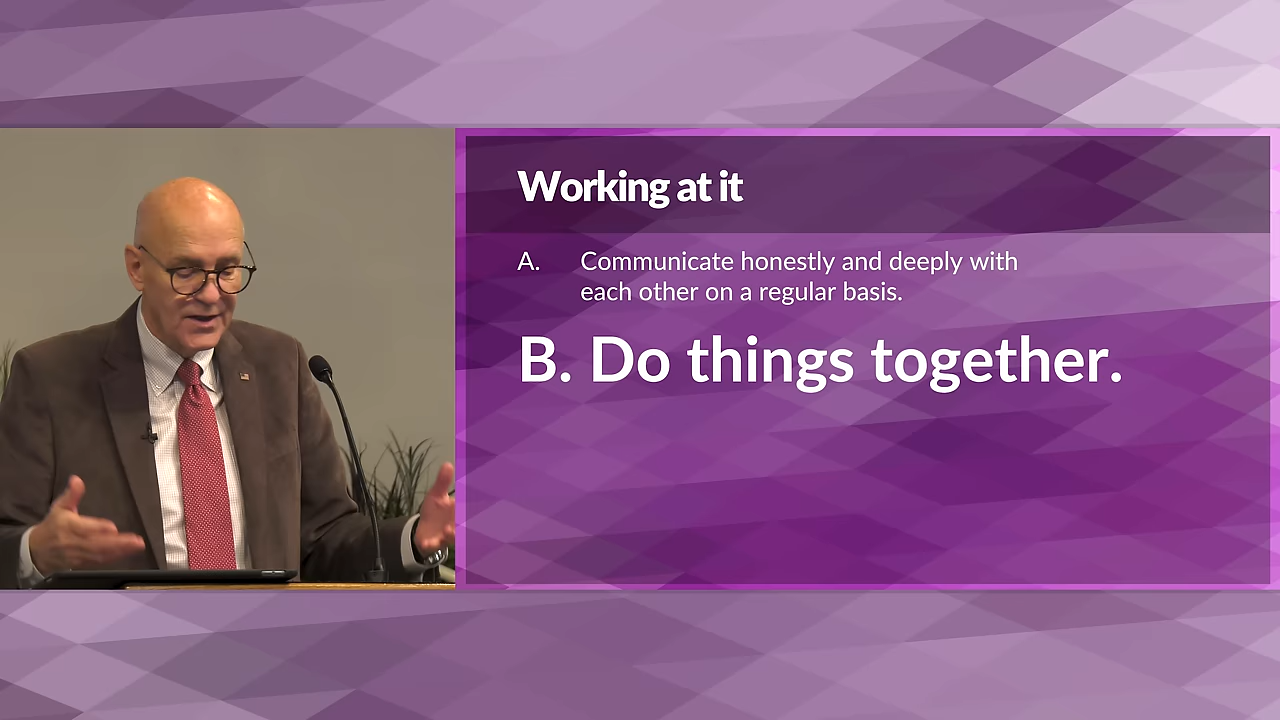 Working at it
A. Communicate honestly and deeply with
each other on a regular basis.
B. Do things together.